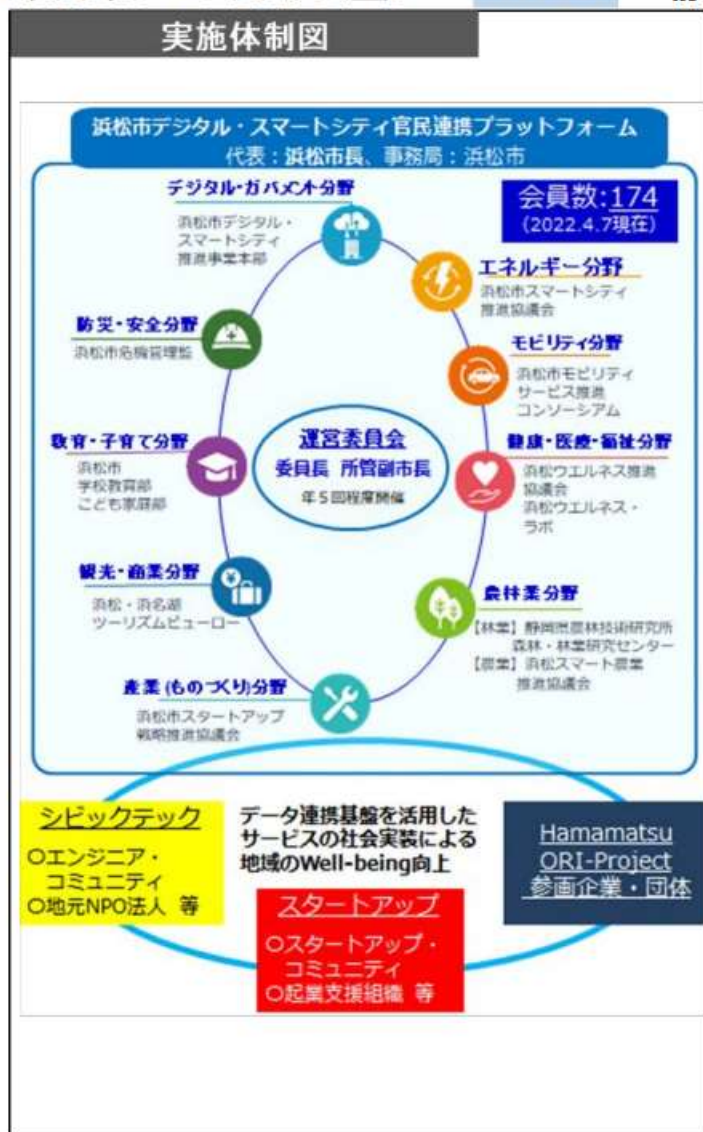 実施体制図
浜松市デジタル・スマートシティ官民連携プラットフォーム
代表：浜松市長、事務局：浜松市
会員数:174
(2022.4.7現在)
デジタル・ガバメント分野
浜松市デジタル・
スマートシティ
推進事業本部
エネルギー分野
浜松市スマートシティ
推進協議会
防災・安全分野
浜松市危機管理監
モビリティ分野
浜松市モビリティ
サービス推進
コンソーシアム
教育・子育て分野
浜松市
学校教育部
こども家庭部
運営委員会
委員長 所管副市長
年５回程度開催
健康・医療・福祉分野
浜松ウエルネス推進
協議会
浜松ウエルネス・
ラボ
観光・商業分野
浜松・浜名湖
ツーリズムビューロー
農林業分野
【林業】静岡県農林技術研究所
森林・林業研究センター
【農業】浜松スマート農業
推進協議会
産業(ものづくり)分野
浜松市スタートアップ
戦略推進協議会
シビックテック
〇エンジニア・
コミュニティ
〇地元NPO法人 等
データ連携基盤を活用した
サービスの社会実装による
地域のWell-being向上
スタートアップ
〇スタートアップ・
コミュニティ
〇起業支援組織 等
Hamamatsu
ORI-Project
参画企業・団体